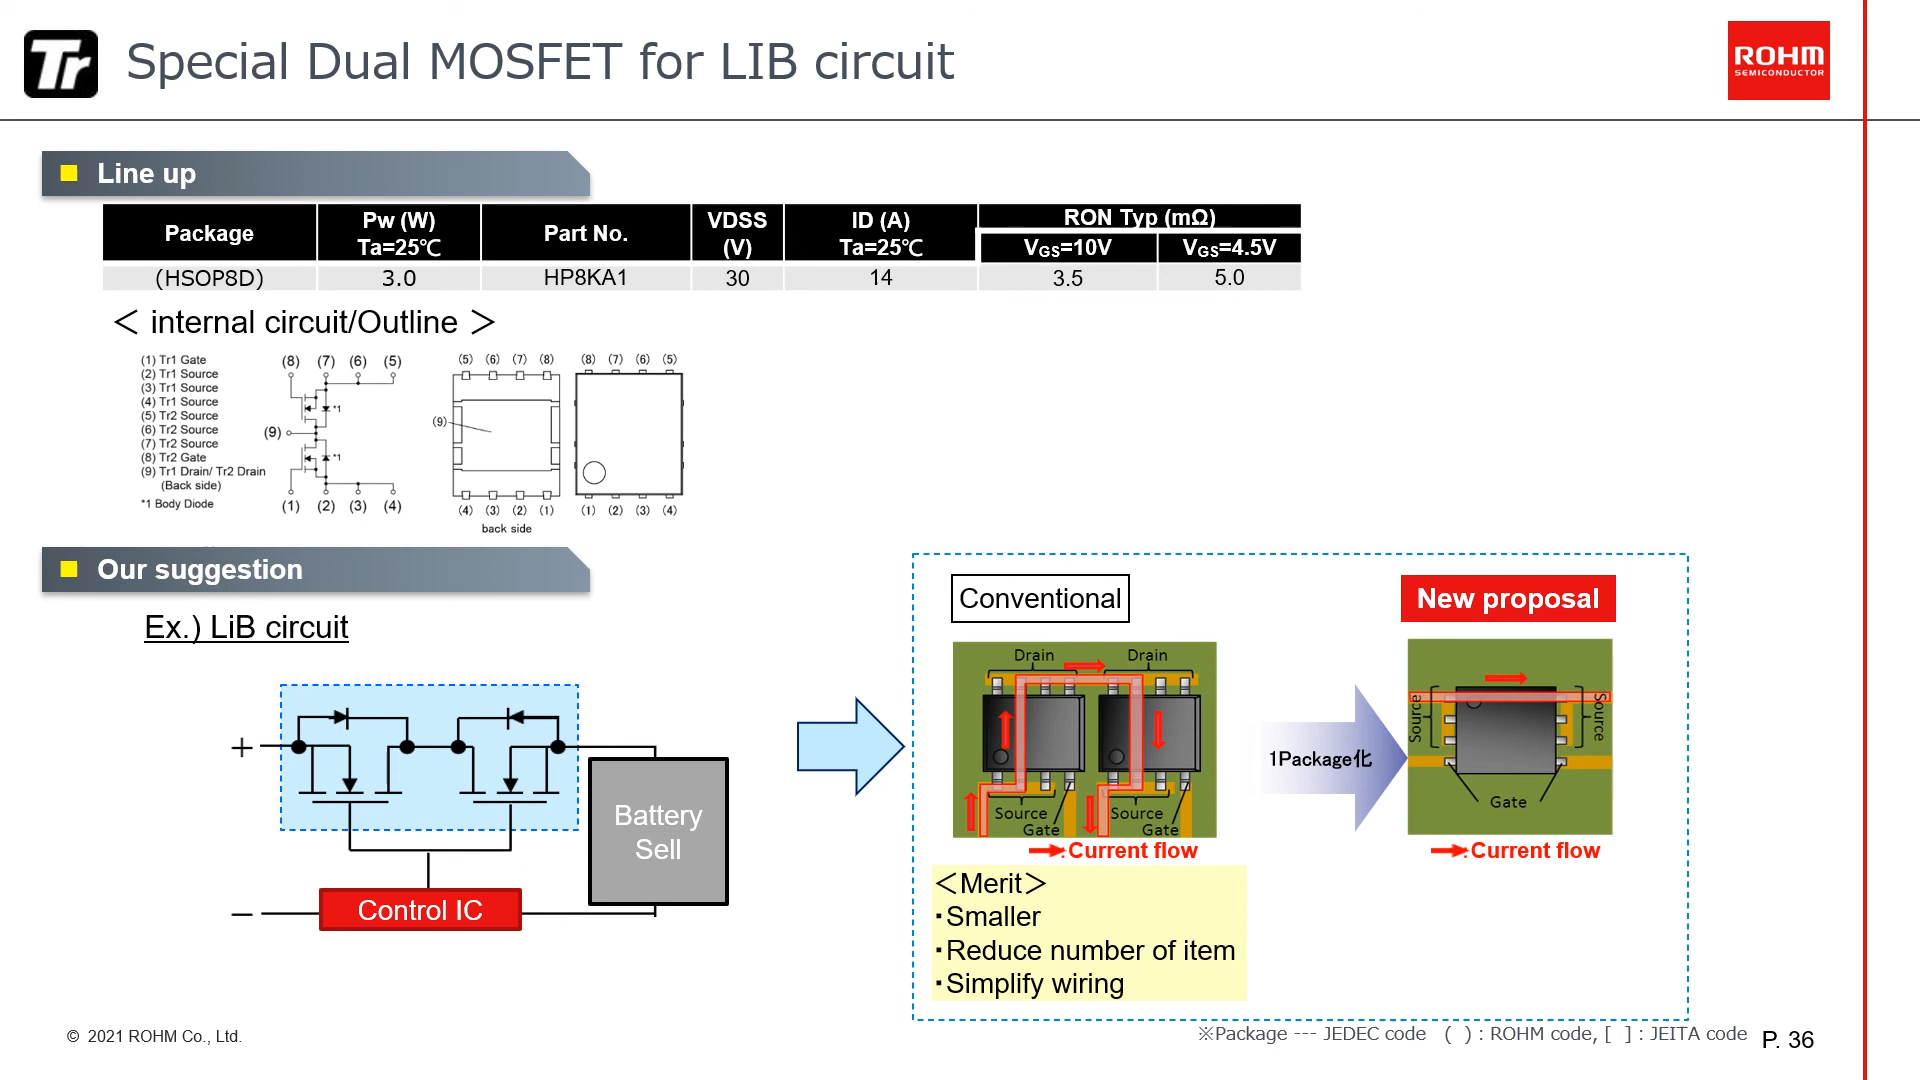 Tr
Special Dual MOSFET for LIB circuit
ROHM
SEMICONDUCTOR
Line up
Package
Pw (W)
Ta=25℃
Part No.
VDSS
(V)
ID (A)
Ta=25℃
RON Typ (mΩ)
VGS=10V
VGS=4.5V
(HSOP8D)
3.0
HP8KA1
30
14
3.5
5.0
＜ internal circuit/Outline ＞
(1) Tr1 Gate
(2) Tr1 Source
(3) Tr1 Source
(4) Tr1 Source
(5) Tr2 Source
(6) Tr2 Source
(7) Tr2 Source
(8) Tr2 Gate
(9) Tr1 Drain/ Tr2 Drain
(Back side)
*1 Body Diode
(8) (7) (6) (5)
*1
(9)
*1
(1) (2) (3) (4)
(5) (6) (7) (8)
(9)
(4) (3) (2) (1)
back side
(8) (7) (6) (5)
(1) (2) (3) (4)
Our suggestion
Ex.) LiB circuit
+
Battery
Sell
−
Control IC
Conventional
Drain
Drain
Source
Gate
Source
Gate
:Current flow
1Package化
New proposal
Source
Source
Gate
:Current flow
＜Merit＞
・Smaller
・Reduce number of item
・Simplify wiring
© 2021 ROHM Co., Ltd.
※Package --- JEDEC code ( ) : ROHM code, [ ] : JEITA code
P. 36